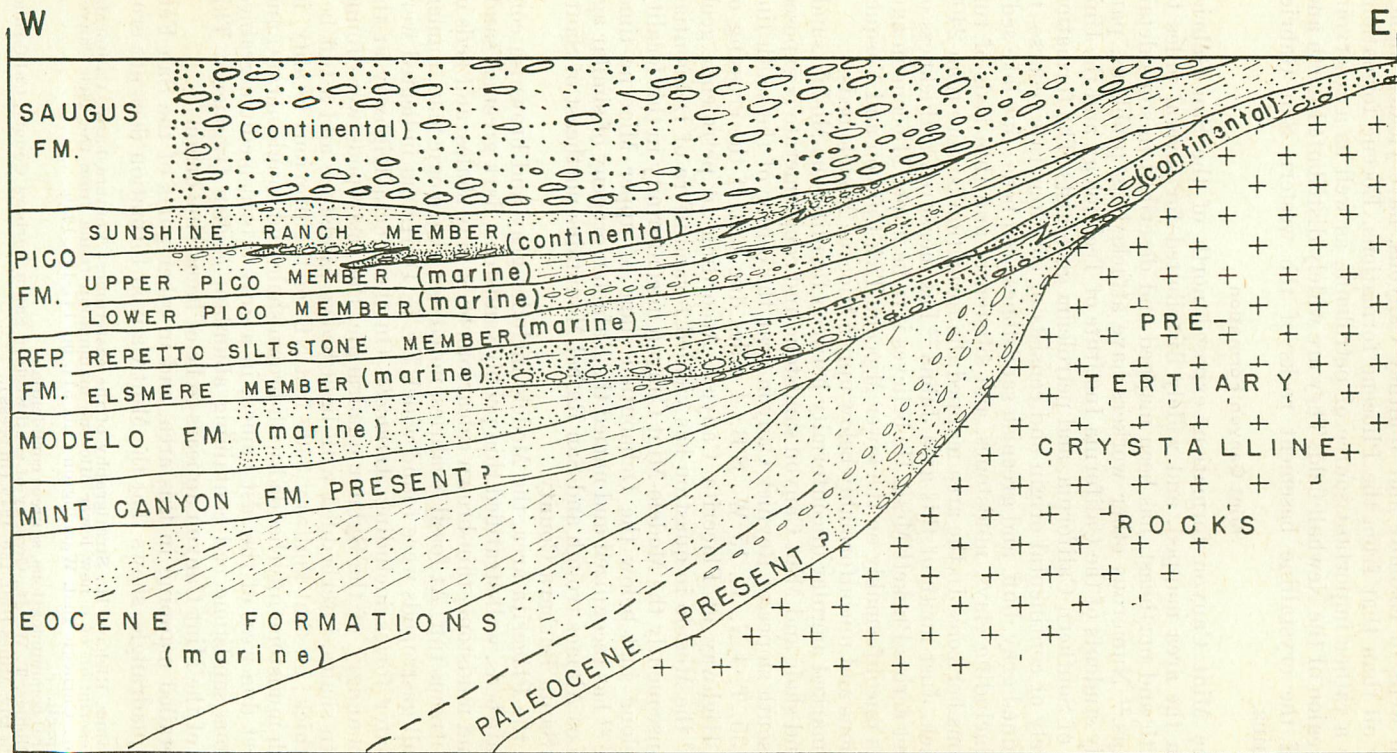 W
E
SAUGUS
FM.
(continental)
(continental)
PICO
FM.
SUNSHINE RANCH MEMBER (continental)
UPPER PICO MEMBER (marine)
LOWER PICO MEMBER (marine)
REP.
FM.
REPETTO SILTSTONE MEMBER (marine)
ELSMERE MEMBER (marine)
MODELO FM. (marine)
MINT CANYON FM. PRESENT ?
EOCENE FORMATIONS
(marine)
PALEOCENE PRESENT ?
PRE-
TERTIARY
CRYSTALLINE
ROCKS